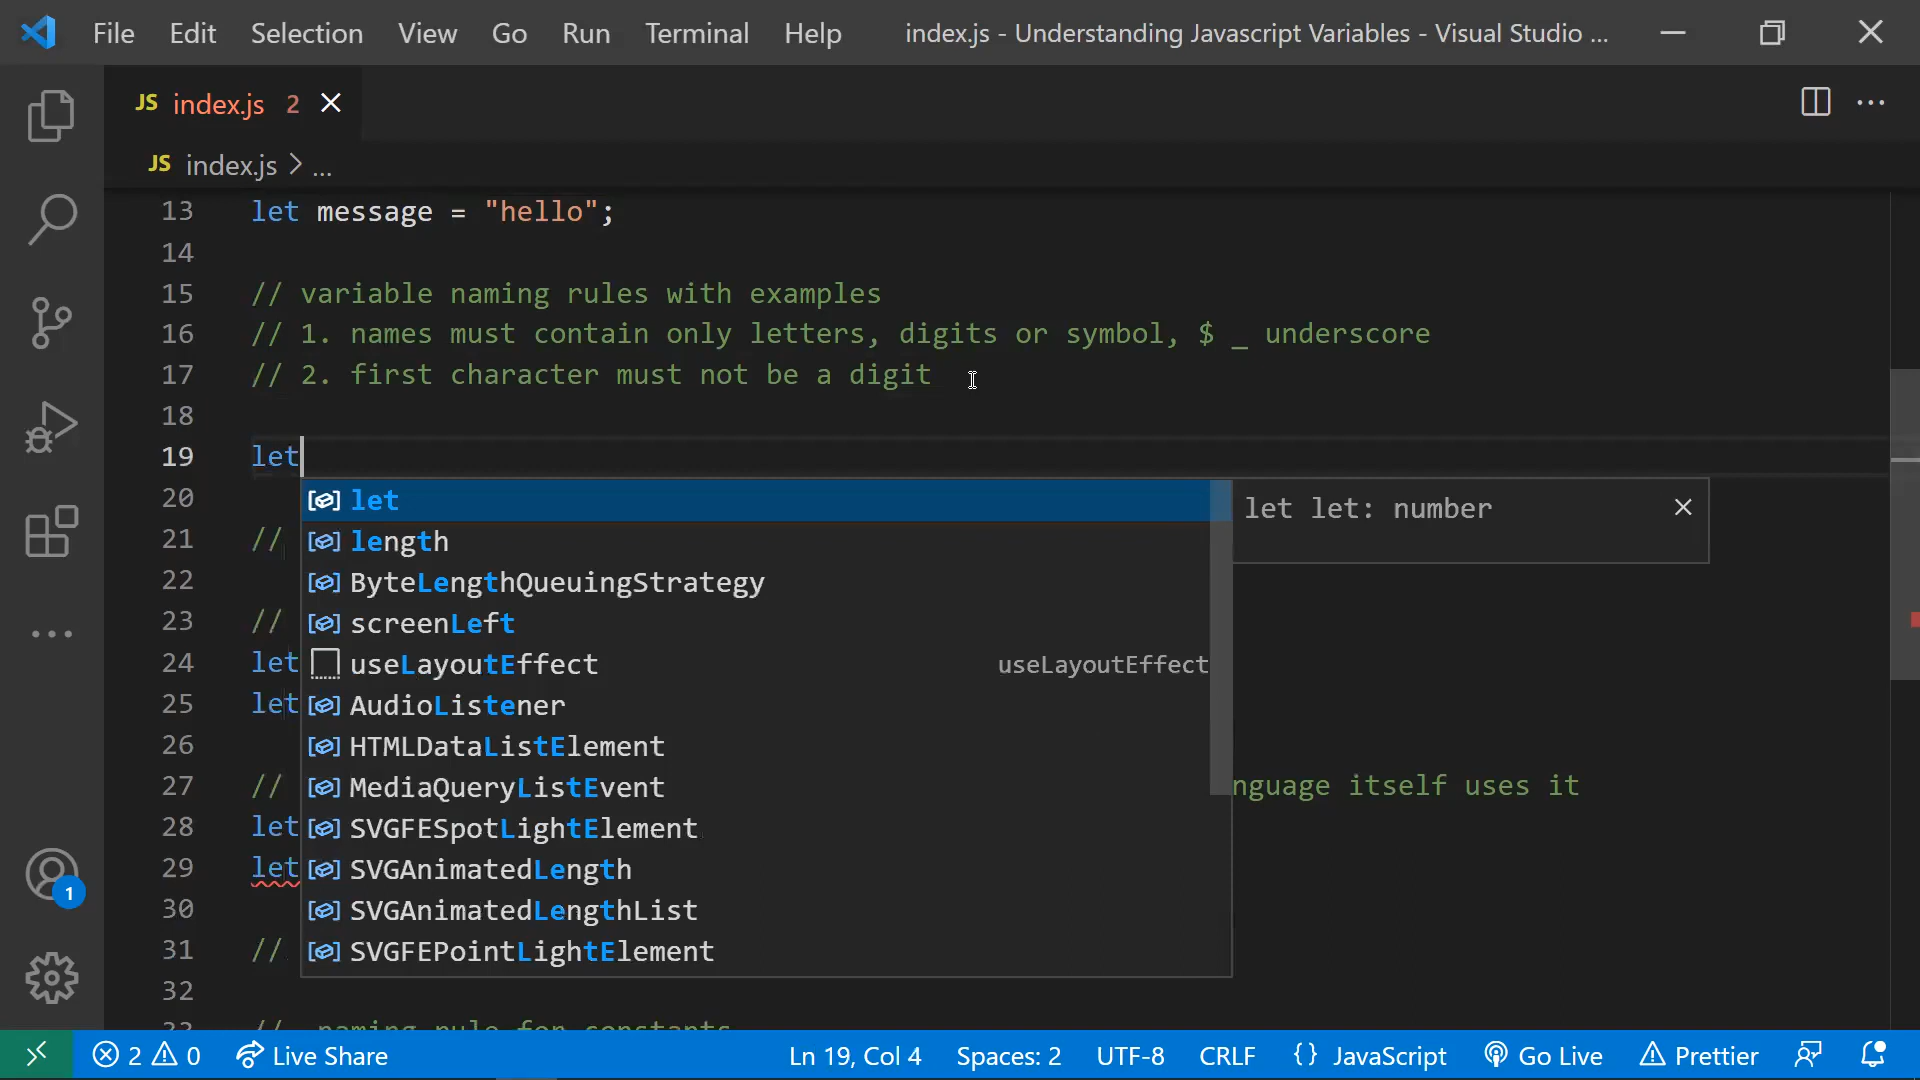 File Edit Selection View Go Run Terminal Help index.js - Understanding Javascript Variables - Visual Studio ...
JS index.js 2
JS index.js > ...
13 let message = "hello";
14
15 // variable naming rules with examples
16 // 1. names must contain only letters, digits or symbol, $ _ underscore
17 // 2. first character must not be a digit
18
19 let
let let: number
20
21 //
22
23 //
24 let
25 let
26
27 // nguage itself uses it
28 let
29 let
30
31 //
32
let
length
ByteLengthQueuingStrategy
screenLeft
useLayoutEffect useLayoutEffect
AudioListener
HTMLDataListElement
MediaQueryListEvent
SVGFESpotLightElement
SVGAnimatedLength
SVGAnimatedLengthList
SVGFEPointLightElement
33 // naming rule for constants
1
2 0 Live Share Ln 19, Col 4 Spaces: 2 UTF-8 CRLF {} JavaScript Go Live Prettier